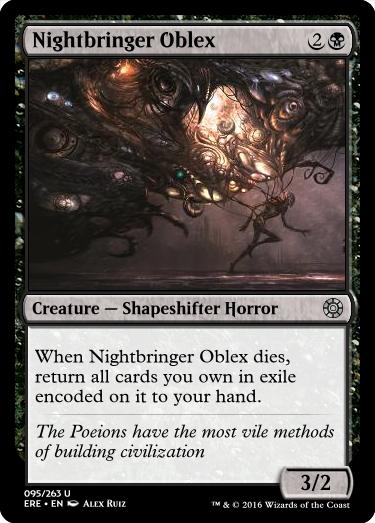 Nightbringer Oblex 2
Creature — Shapeshifter Horror
When Nightbringer Oblex dies,
return all cards you own in exile
encoded on it to your hand.
The Poeions have the most vile methods
of building civilization
3/2
095/263 U
ERE • EN Alex Ruiz
™ & © 2016 Wizards of the Coast